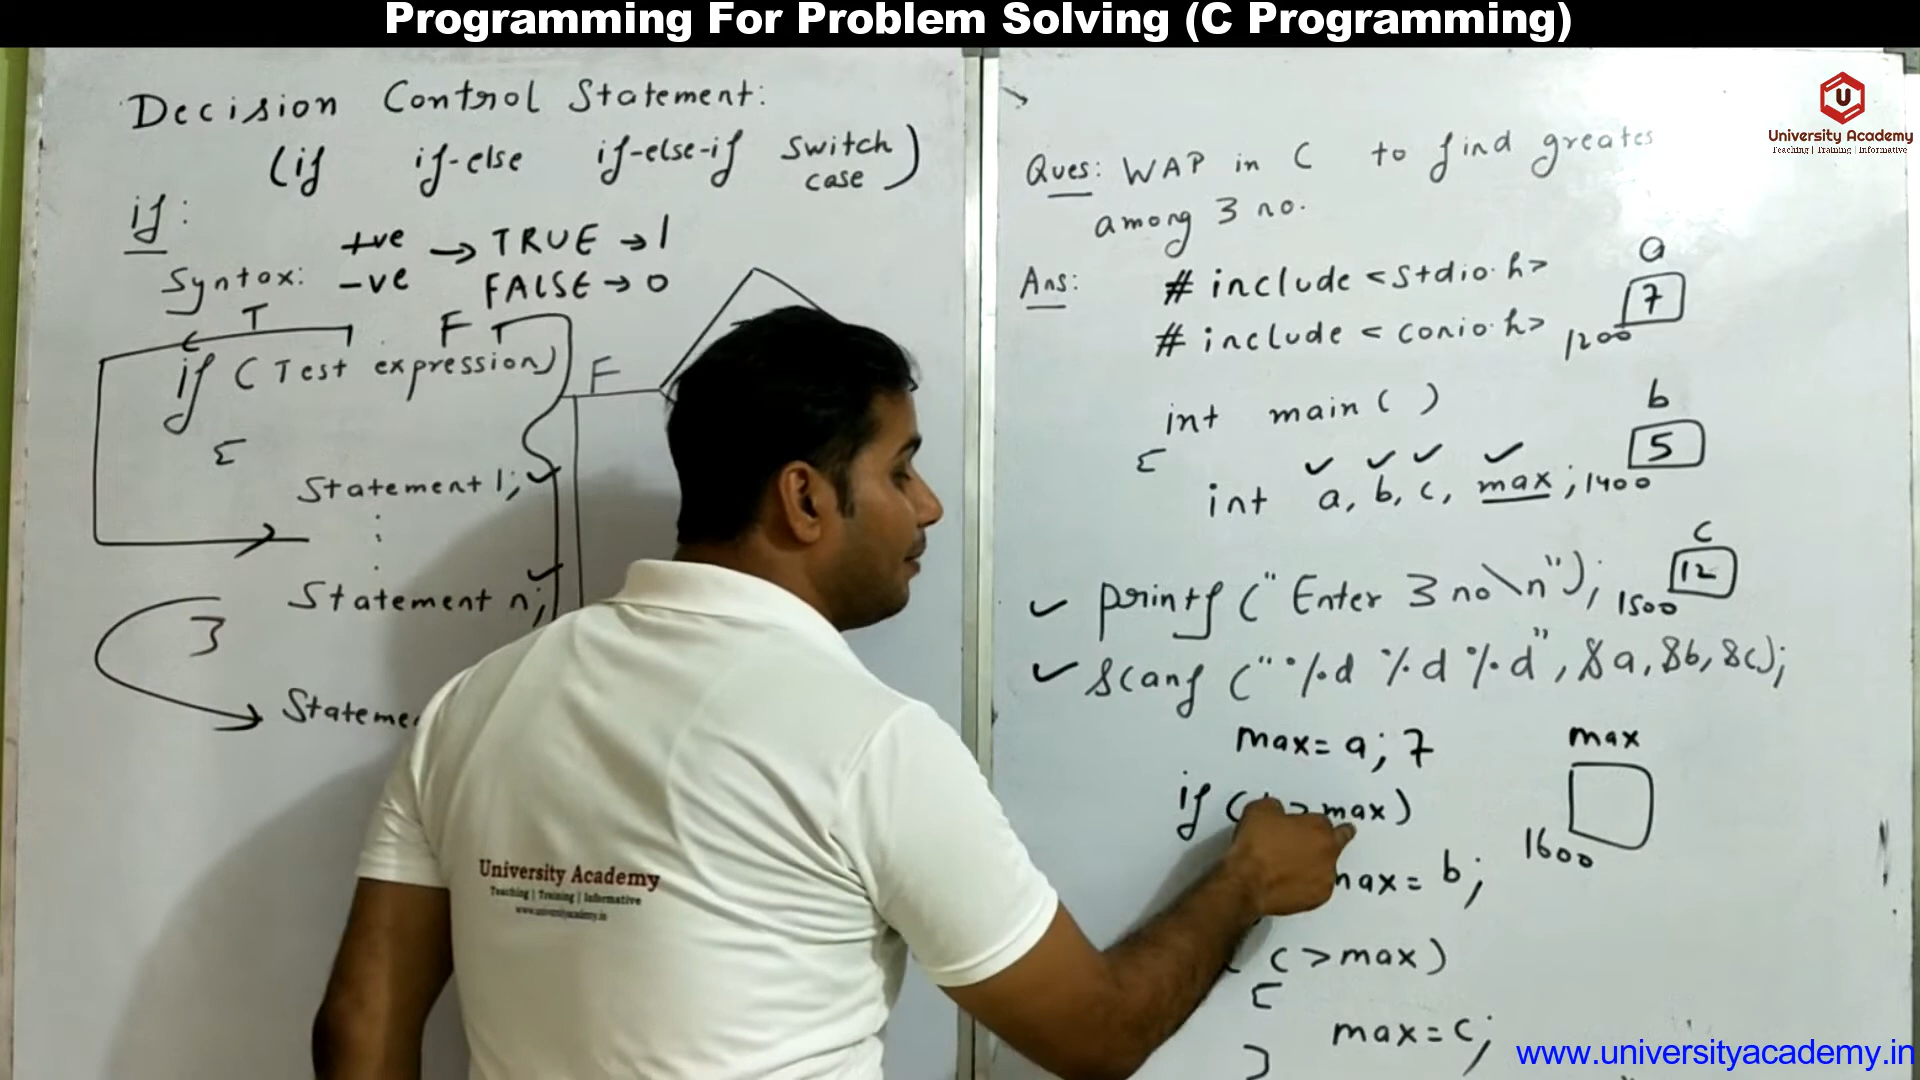 Programming For Problem Solving (C Programming)
Decision Control Statement:
(if if-else if-else-if switch case)
if:
+ve → TRUE → 1
Syntax: -ve FALSE → 0
T
F T
if (Test expression)
F
{
Statement 1;
Statement n;
}
Ques: WAP in C to find greates
among 3 no.
Ans: # include <stdio.h>
# include <conio.h>
a
7
1200
int main ( )
b
5
1400
{
int a, b, c, max;
c
12
1500
printf ("Enter 3 no\n");
scanf ("%d %d %d", &a, &b, &c);
max = a; 7
max
1600
if ( > max)
max = b;
c > max)
{
max = c;
}
U
University Academy
Teaching | Training | Informative
University Academy
Teaching | Training | Informative
www.universityacademy.in
www.universityacademy.in